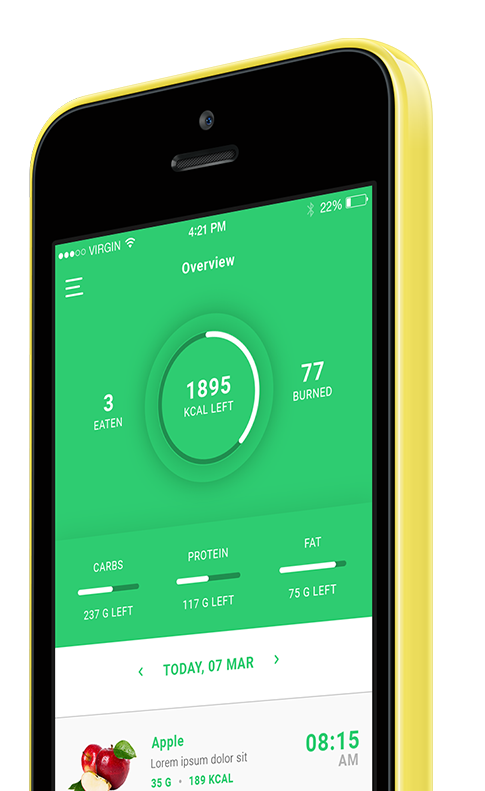 VIRGIN
4:21 PM
22%
Overview
3
EATEN
1895
KCAL LEFT
77
BURNED
CARBS
237 G LEFT
PROTEIN
117 G LEFT
FAT
75 G LEFT
‹ TODAY, 07 MAR ›
Apple
Lorem ipsum dolor sit
35 G • 189 KCAL
08:15
AM